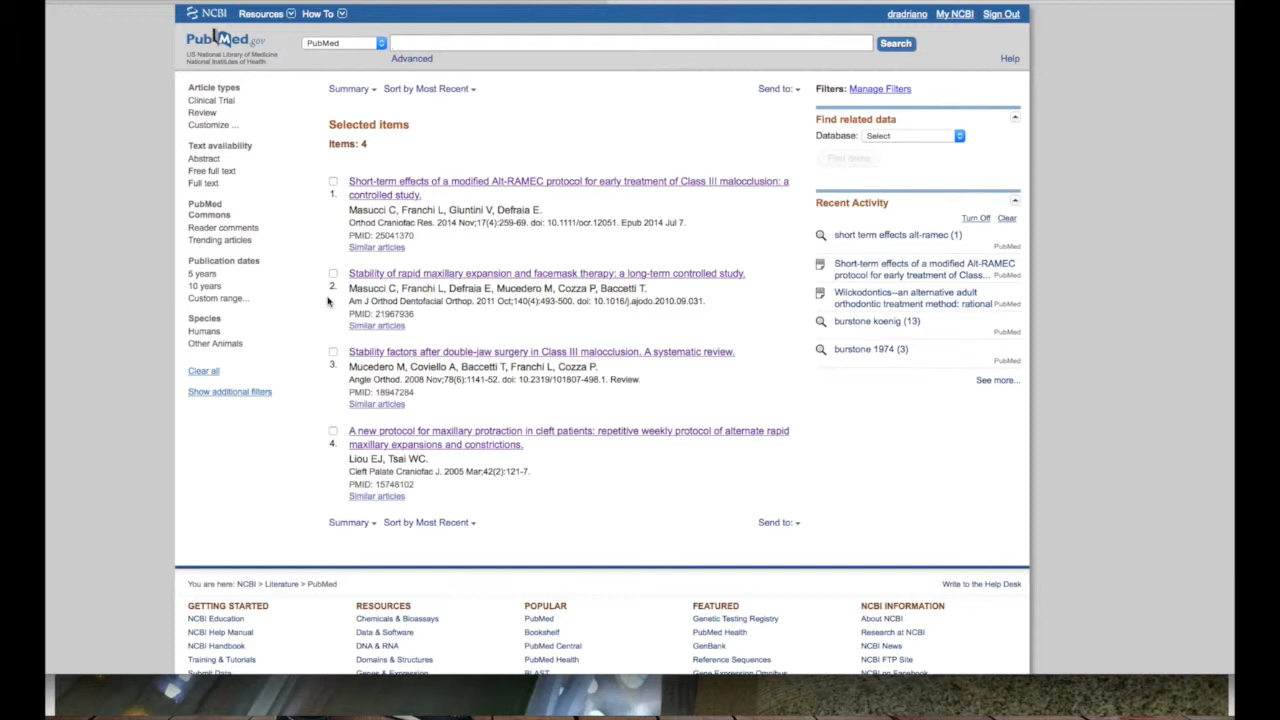 NCBI Resources How To dradriano My NCBI Sign Out
PubMed.gov
US National Library of Medicine
National Institutes of Health
PubMed Search
Advanced Help
Article types
Clinical Trial
Review
Customize ...
Text availability
Abstract
Free full text
Full text
PubMed
Commons
Reader comments
Trending articles
Publication dates
5 years
10 years
Custom range...
Species
Humans
Other Animals
Clear all
Show additional filters
Summary Sort by Most Recent Send to:
Selected items
Items: 4
1.
Short-term effects of a modified Alt-RAMEC protocol for early treatment of Class III malocclusion: a
controlled study.
Masucci C, Franchi L, Giuntini V, Defraia E.
Orthod Craniofac Res. 2014 Nov;17(4):259-69. doi: 10.1111/ocr.12051. Epub 2014 Jul 7.
PMID: 25041370
Similar articles
2.
Stability of rapid maxillary expansion and facemask therapy: a long-term controlled study.
Masucci C, Franchi L, Defraia E, Mucedero M, Cozza P, Baccetti T.
Am J Orthod Dentofacial Orthop. 2011 Oct;140(4):493-500. doi: 10.1016/j.ajodo.2010.09.031.
PMID: 21967936
Similar articles
3.
Stability factors after double-jaw surgery in Class III malocclusion. A systematic review.
Mucedero M, Coviello A, Baccetti T, Franchi L, Cozza P.
Angle Orthod. 2008 Nov;78(6):1141-52. doi: 10.2319/101807-498.1. Review.
PMID: 18947284
Similar articles
4.
A new protocol for maxillary protraction in cleft patients: repetitive weekly protocol of alternate rapid
maxillary expansions and constrictions.
Liou EJ, Tsai WC.
Cleft Palate Craniofac J. 2005 Mar;42(2):121-7.
PMID: 15748102
Similar articles
Summary Sort by Most Recent Send to:
Filters: Manage Filters
Find related data
Database: Select
Find items
Recent Activity
Turn Off Clear
short term effects alt-ramec (1)
PubMed
Short-term effects of a modified Alt-RAMEC
protocol for early treatment of Class... PubMed
Wilckodontics--an alternative adult
orthodontic treatment method: rational PubMed
burstone koenig (13)
PubMed
burstone 1974 (3)
PubMed
See more...
You are here: NCBI > Literature > PubMed Write to the Help Desk
GETTING STARTED RESOURCES POPULAR FEATURED NCBI INFORMATION
NCBI Education Chemicals & Bioassays PubMed Genetic Testing Registry About NCBI
NCBI Help Manual Data & Software Bookshelf PubMed Health Research at NCBI
NCBI Handbook DNA & RNA PubMed Central GenBank NCBI News
Training & Tutorials Domains & Structures PubMed Health Reference Sequences NCBI FTP Site
Submit Data Genes & Expression BLAST Gene Expression Omnibus NCBI on Facebook